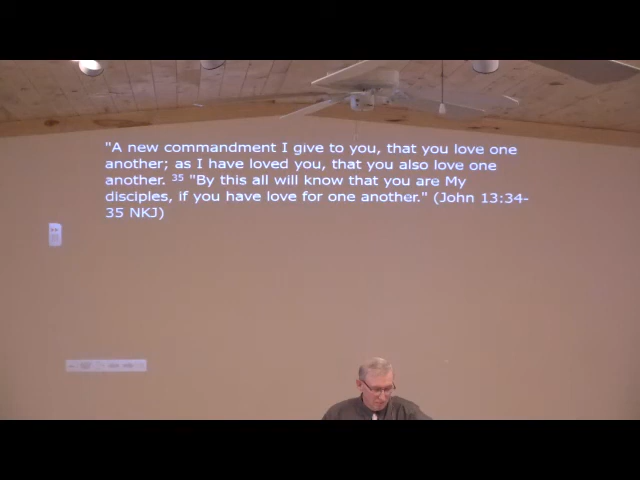 "A new commandment I give to you, that you love one
another; as I have loved you, that you also love one
another. ³⁵ "By this all will know that you are My
disciples, if you have love for one another." (John 13:34-
35 NKJ)